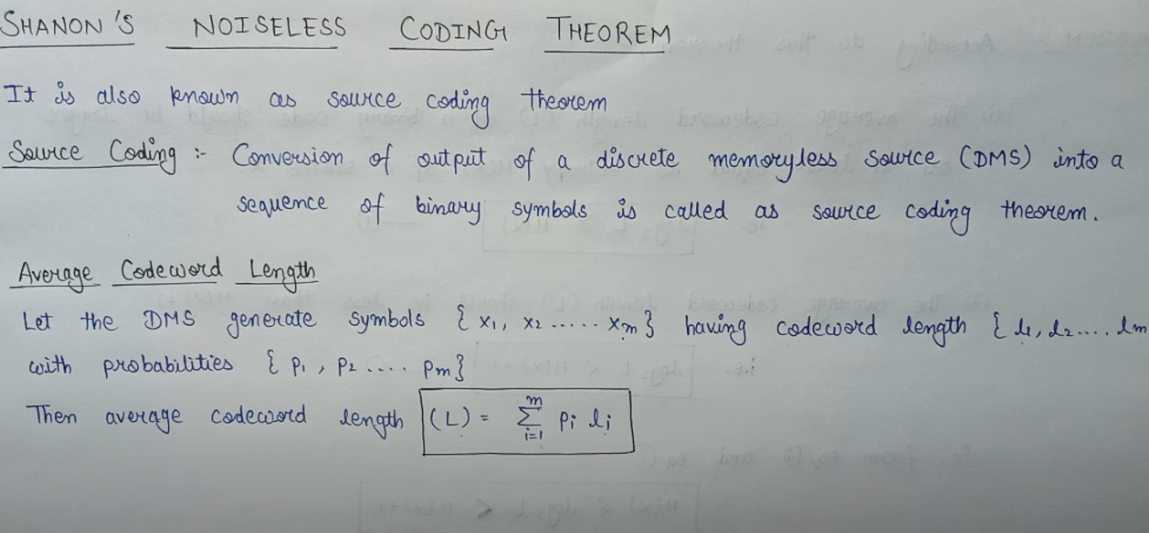 SHANON'S NOISELESS CODING THEOREM
It is also known as source coding theorem
Source Coding :- Conversion of output of a discrete memoryless source (DMS) into a
sequence of binary symbols is called as source coding theorem.
Average Codeword Length
Let the DMS generate symbols { x1, x2 ..... xm } having codeword length { l1, l2.... lm
with probabilities { p1, p2 .... pm}
Then average codeword length (L) = m∑i=1 pi li